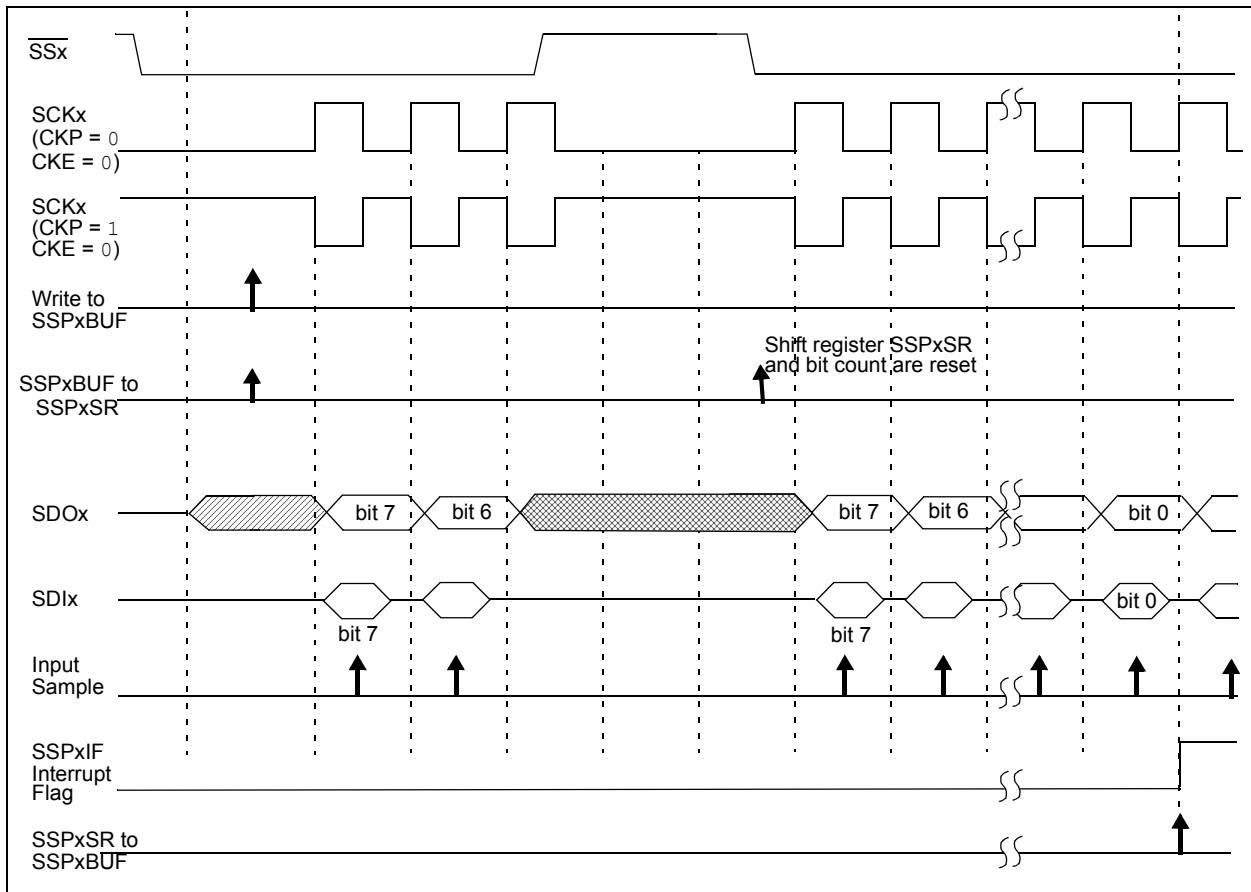 SSx
SCKx
(CKP = 0
CKE = 0)
SCKx
(CKP = 1
CKE = 0)
Write to
SSPxBUF
Shift register SSPxSR
and bit count are reset
SSPxBUF to
SSPxSR
SDOx
bit 7
bit 6
bit 7
bit 6
bit 0
SDIx
bit 0
bit 7
bit 7
Input
Sample
SSPxIF
Interrupt
Flag
SSPxSR to
SSPxBUF